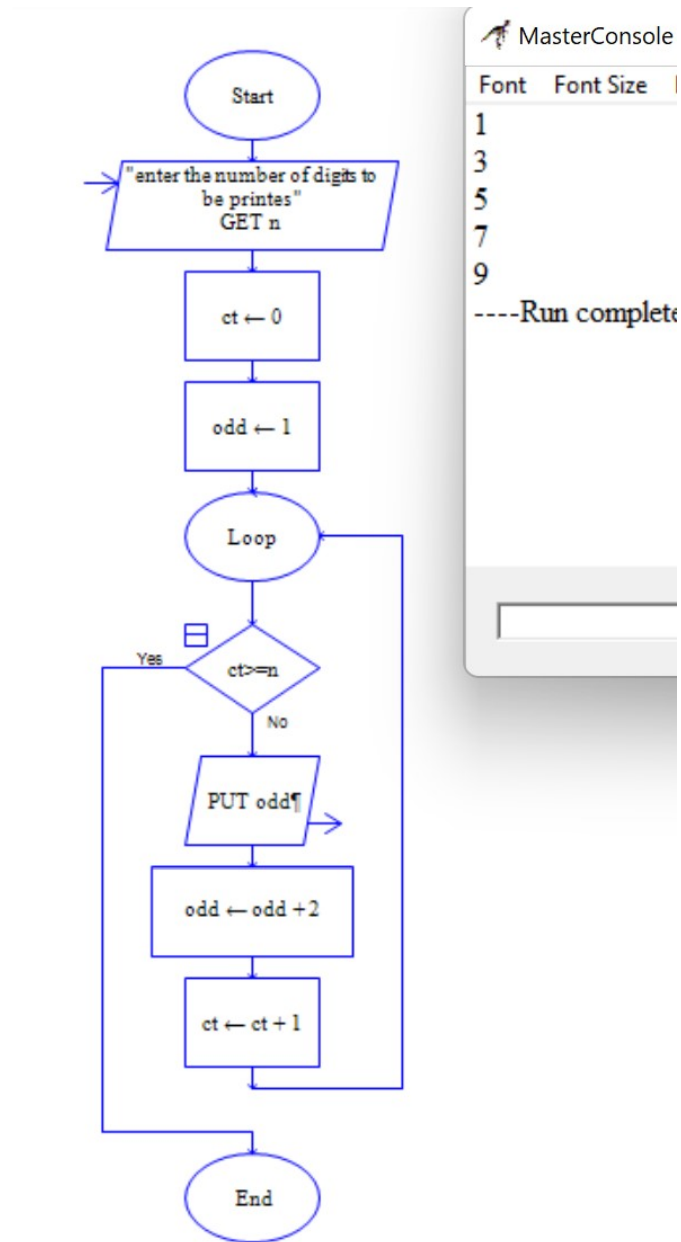 Start
"enter the number of digits to
be printes"
GET n
ct ← 0
odd ← 1
Loop
Yes
ct>=n
No
PUT odd¶
odd ← odd +2
ct ← ct + 1
End
MasterConsole
Font Font Size
1
3
5
7
9
----Run complete